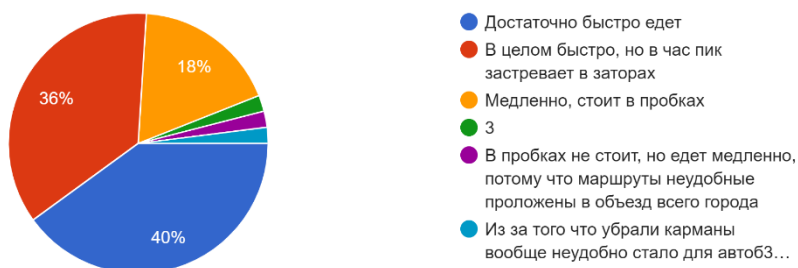 18%
36%
40%
Достаточно быстро едет
В целом быстро, но в час пик
застревает в заторах
Медленно, стоит в пробках
3
В пробках не стоит, но едет медленно,
потому что маршруты неудобные
проложены в объезд всего города
Из за того что убрали карманы
вообще неудобно стало для автоб3…